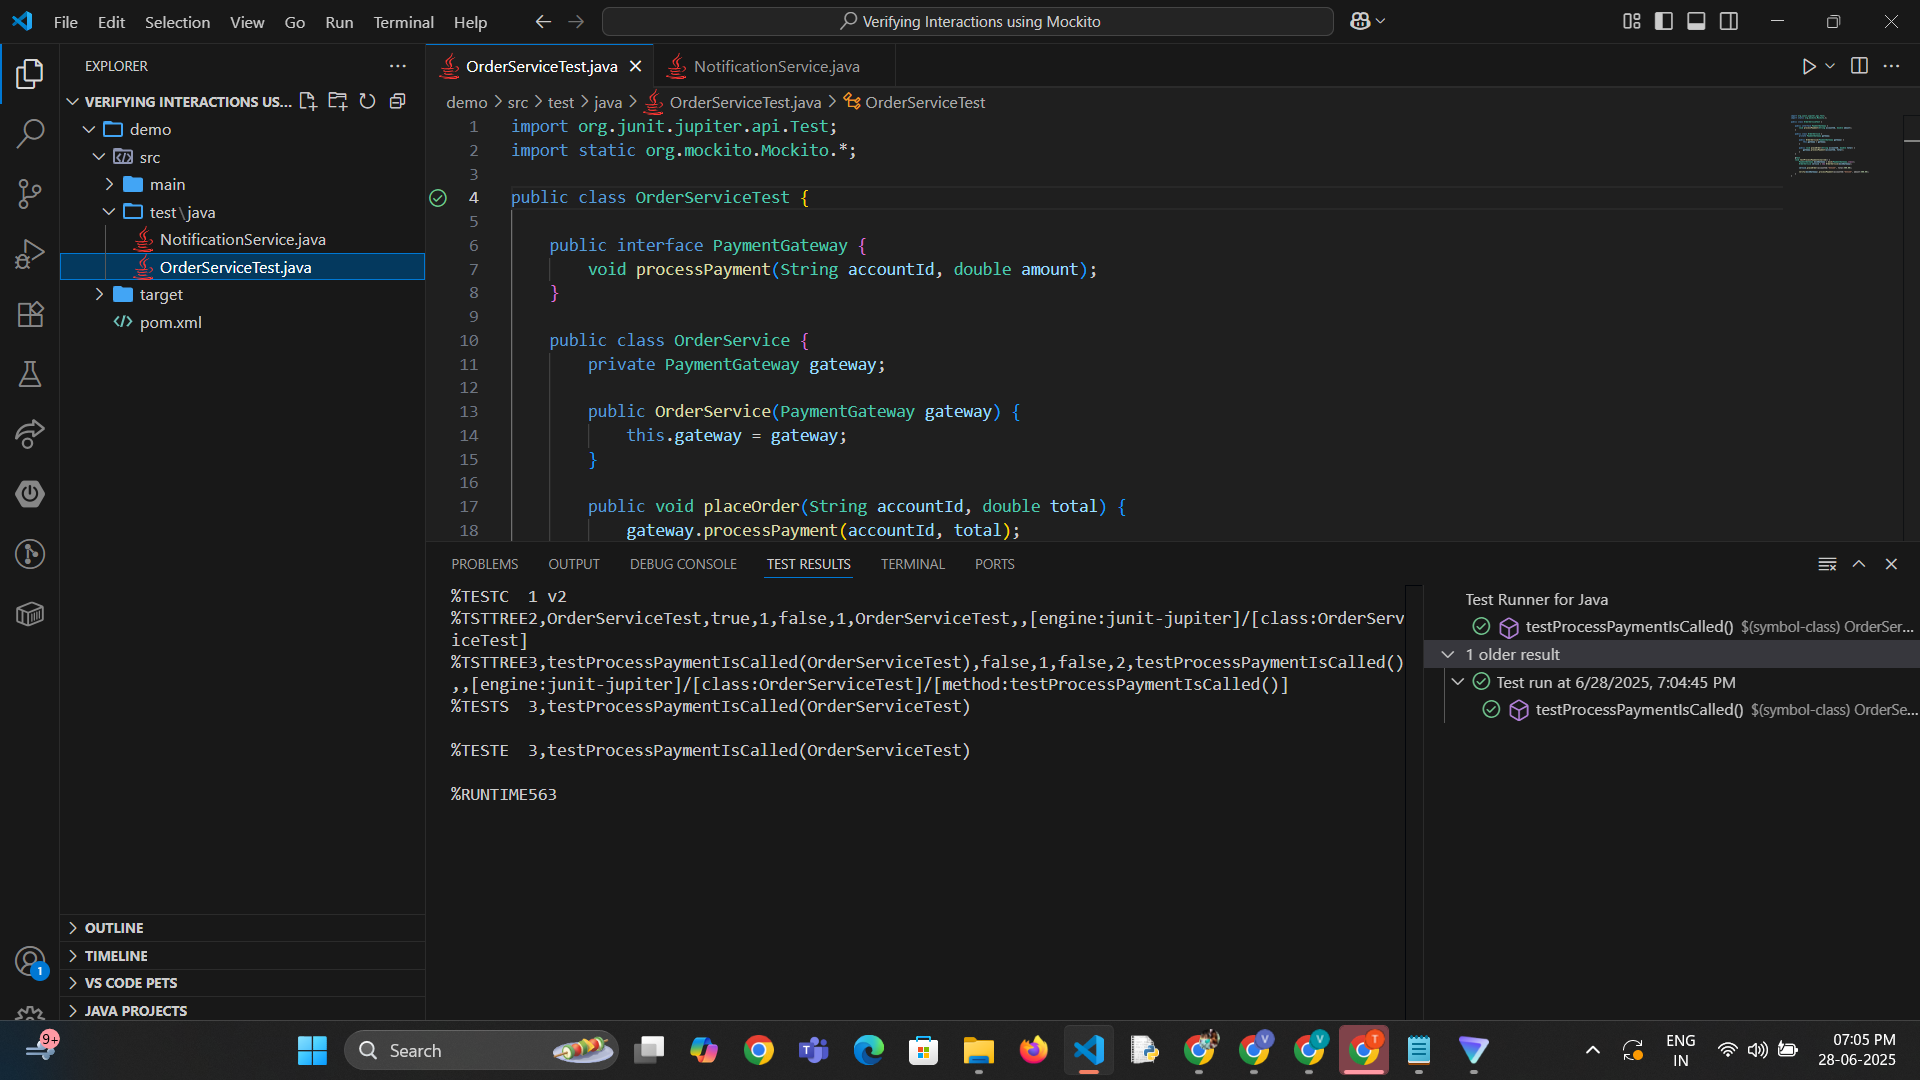 File Edit Selection View Go Run Terminal Help
Verifying Interactions using Mockito
EXPLORER
VERIFYING INTERACTIONS US...
demo
src
main
test\java
NotificationService.java
OrderServiceTest.java
target
pom.xml
OUTLINE
TIMELINE
VS CODE PETS
JAVA PROJECTS
1
OrderServiceTest.java
NotificationService.java
demo > src > test > java > OrderServiceTest.java > OrderServiceTest
1 import org.junit.jupiter.api.Test;
2 import static org.mockito.Mockito.*;
3
4 public class OrderServiceTest {
5
6 public interface PaymentGateway {
7 void processPayment(String accountId, double amount);
8 }
9
10 public class OrderService {
11 private PaymentGateway gateway;
12
13 public OrderService(PaymentGateway gateway) {
14 this.gateway = gateway;
15 }
16
17 public void placeOrder(String accountId, double total) {
18 gateway.processPayment(accountId, total);
PROBLEMS OUTPUT DEBUG CONSOLE TEST RESULTS TERMINAL PORTS
%TESTC  1 v2
%TSTTREE2,OrderServiceTest,true,1,false,1,OrderServiceTest,,[engine:junit-jupiter]/[class:OrderServ
iceTest]
%TSTTREE3,testProcessPaymentIsCalled(OrderServiceTest),false,1,false,2,testProcessPaymentIsCalled()
,,[engine:junit-jupiter]/[class:OrderServiceTest]/[method:testProcessPaymentIsCalled()]
%TESTS  3,testProcessPaymentIsCalled(OrderServiceTest)
%TESTE  3,testProcessPaymentIsCalled(OrderServiceTest)
%RUNTIME563
Test Runner for Java
testProcessPaymentIsCalled() $(symbol-class) OrderSer...
1 older result
Test run at 6/28/2025, 7:04:45 PM
testProcessPaymentIsCalled() $(symbol-class) OrderSe...
9+
Search
V
V
T
ENG
IN
07:05 PM
28-06-2025